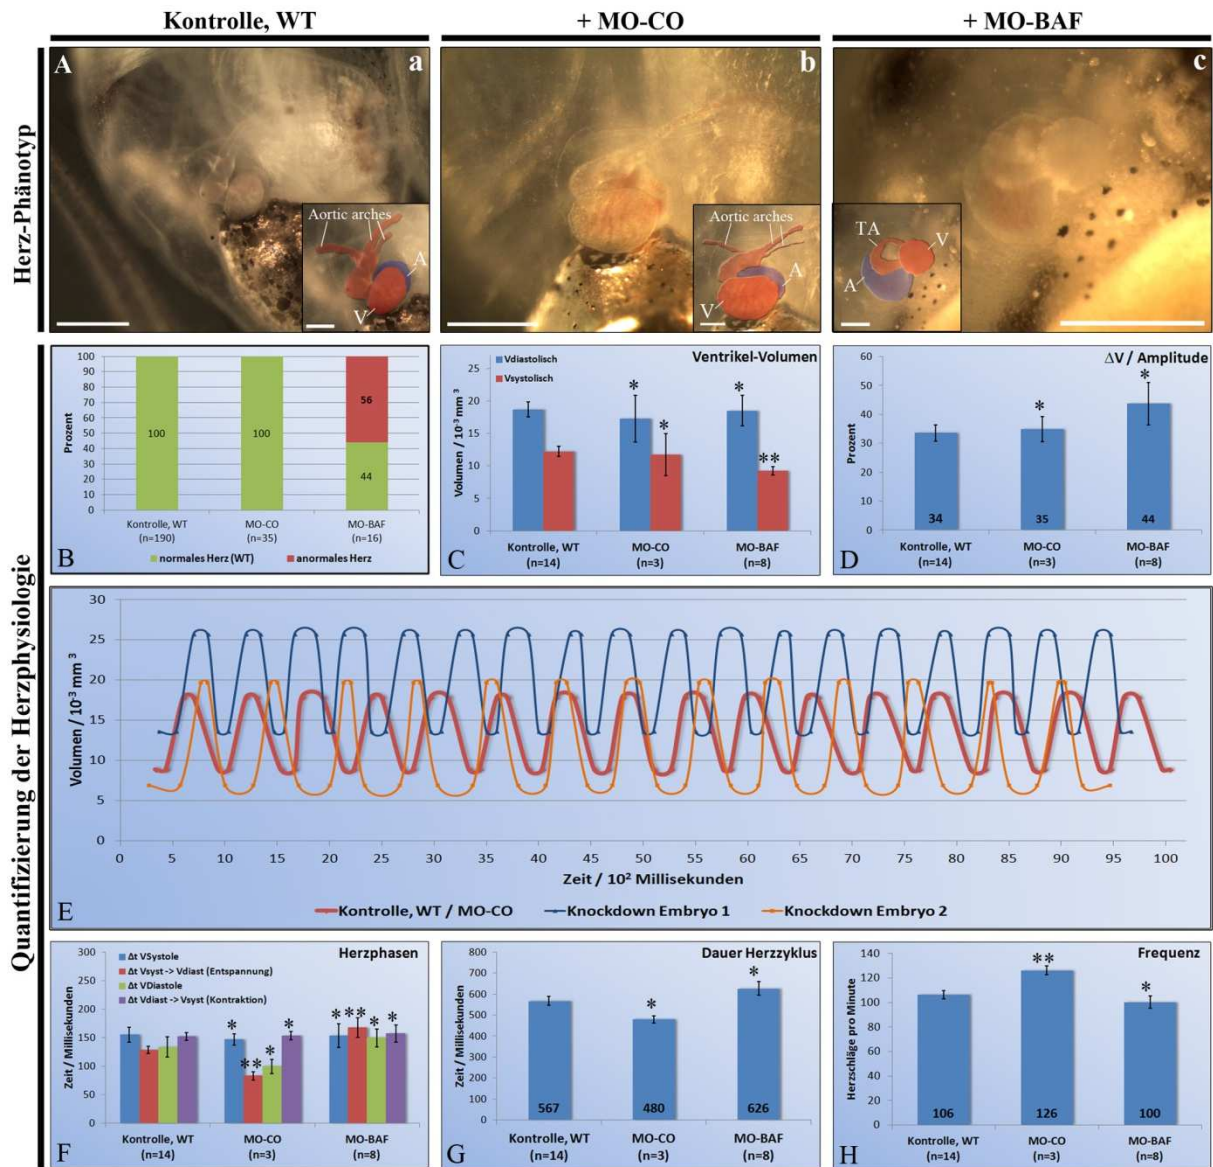 Kontrolle, WT
+ MO-CO
+ MO-BAF
Herz-Phänotyp
A
a
Aortic arches
A
V
b
Aortic arches
A
V
c
TA
V
A
Quantifizierung der Herzphysiologie
100
90
80
70
60
50
40
30
20
10
0
Prozent
100
100
56
44
Kontrolle, WT
(n=190)
MO-CO
(n=35)
MO-BAF
(n=16)
normales Herz (WT)
anormales Herz
B
Ventrikel-Volumen
Vdiastolisch
Vsystolisch
25
20
15
10
5
0
Volumen / 10⁻³ mm³
*
*
*
**
Kontrolle, WT
(n=14)
MO-CO
(n=3)
MO-BAF
(n=8)
C
ΔV / Amplitude
60
50
40
30
20
10
0
Prozent
*
*
34
35
44
Kontrolle, WT
(n=14)
MO-CO
(n=3)
MO-BAF
(n=8)
D
30
25
20
15
10
5
0
Volumen / 10⁻³ mm³
0 5 10 15 20 25 30 35 40 45 50 55 60 65 70 75 80 85 90 95 100
Zeit / 10² Millisekunden
Kontrolle, WT / MO-CO
Knockdown Embryo 1
Knockdown Embryo 2
E
Herzphasen
Δt VSystole
Δt Vsyst -> Vdiast (Entspannung)
Δt VDiastole
Δt Vdiast -> Vsyst (Kontraktion)
300
250
200
150
100
50
0
Zeit / Millisekunden
*
**
*
*
*
**
*
*
Kontrolle, WT
(n=14)
MO-CO
(n=3)
MO-BAF
(n=8)
F
Dauer Herzzyklus
800
700
600
500
400
300
200
100
0
Zeit / Millisekunden
*
*
567
480
626
Kontrolle, WT
(n=14)
MO-CO
(n=3)
MO-BAF
(n=8)
G
Frequenz
140
120
100
80
60
40
20
0
Herzschläge pro Minute
**
*
106
126
100
Kontrolle, WT
(n=14)
MO-CO
(n=3)
MO-BAF
(n=8)
H